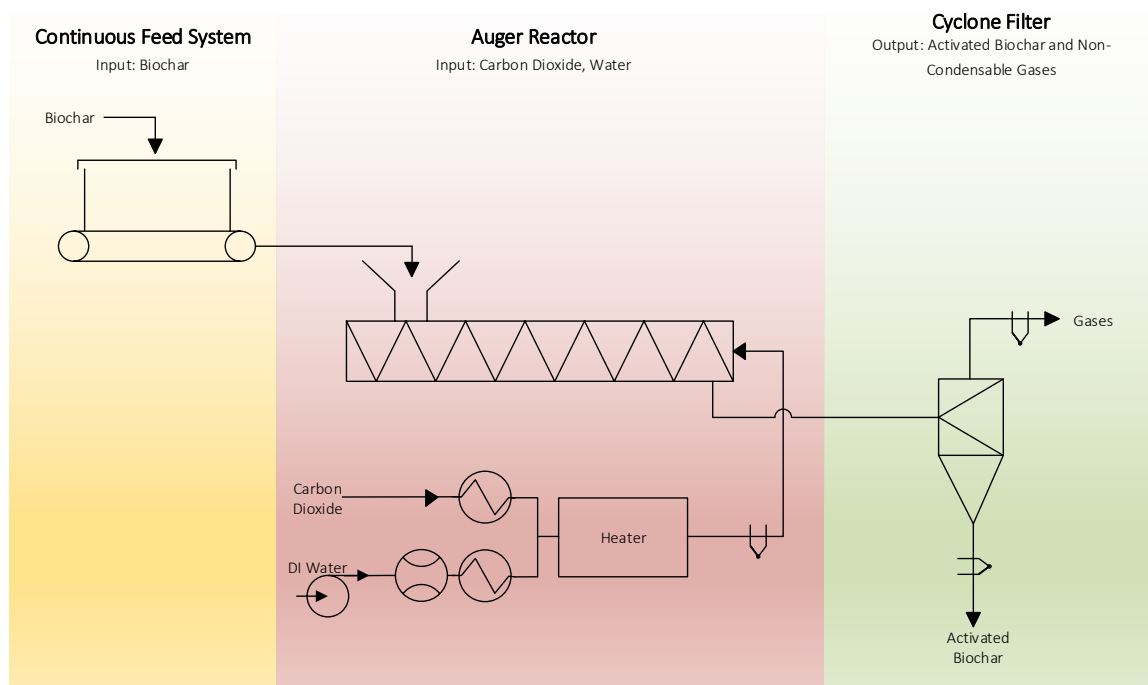 Continuous Feed System
Input: Biochar
Biochar
Auger Reactor
Input: Carbon Dioxide, Water
Carbon
Dioxide
DI Water
Heater
Cyclone Filter
Output: Activated Biochar and Non-
Condensable Gases
Gases
Activated
Biochar